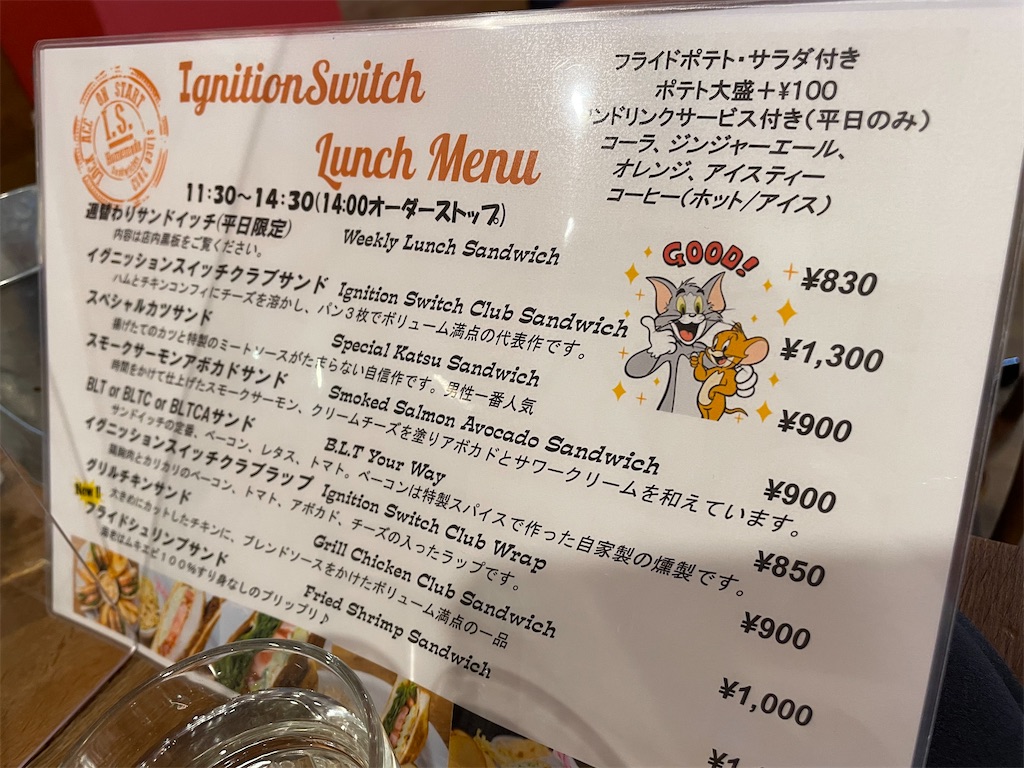 IgnitionSwitch
Lunch Menu
LOCK ACC ON START
I.S.
Homemade
Sandwiches
11:30～14:30(14:00オーダーストップ)
フライドポテト・サラダ付き
ポテト大盛＋¥100
ンドリンクサービス付き(平日のみ)
コーラ、ジンジャーエール、
オレンジ、アイスティー
コーヒー(ホット/アイス)
GOOD!
週替わりサンドイッチ(平日限定) Weekly Lunch Sandwich ¥830
内容は店内黒板をご覧ください。
イグニッションスイッチクラブサンド Ignition Switch Club Sandwich ¥1,300
ハムとチキンコンフィにチーズを溶かし、パン３枚でボリューム満点の代表作です。
スペシャルカツサンド Special Katsu Sandwich ¥900
揚げたてのカツと特製のミートソースがたまらない自信作です。男性一番人気
スモークサーモンアボカドサンド Smoked Salmon Avocado Sandwich ¥900
時間をかけて仕上げたスモークサーモン、クリームチーズを塗りアボカドとサワークリームを和えています。
BLT or BLTC or BLTCAサンド B.L.T Your Way ¥850
サンドイッチの定番、ベーコン、レタス、トマト。ベーコンは特製スパイスで作った自家製の燻製です。
イグニッションスイッチクラブラップ Ignition Switch Club Wrap ¥900
鶏胸肉とカリカリのベーコン、トマト、アボカド、チーズの入ったラップです。
グリルチキンサンド Grill Chicken Club Sandwich ¥1,000
大きめにカットしたチキンに、ブレンドソースをかけたボリューム満点の一品
New!!
フライドシュリンプサンド Fried Shrimp Sandwich
海老はムキエビ１００％すり身なしのプリップリ♪